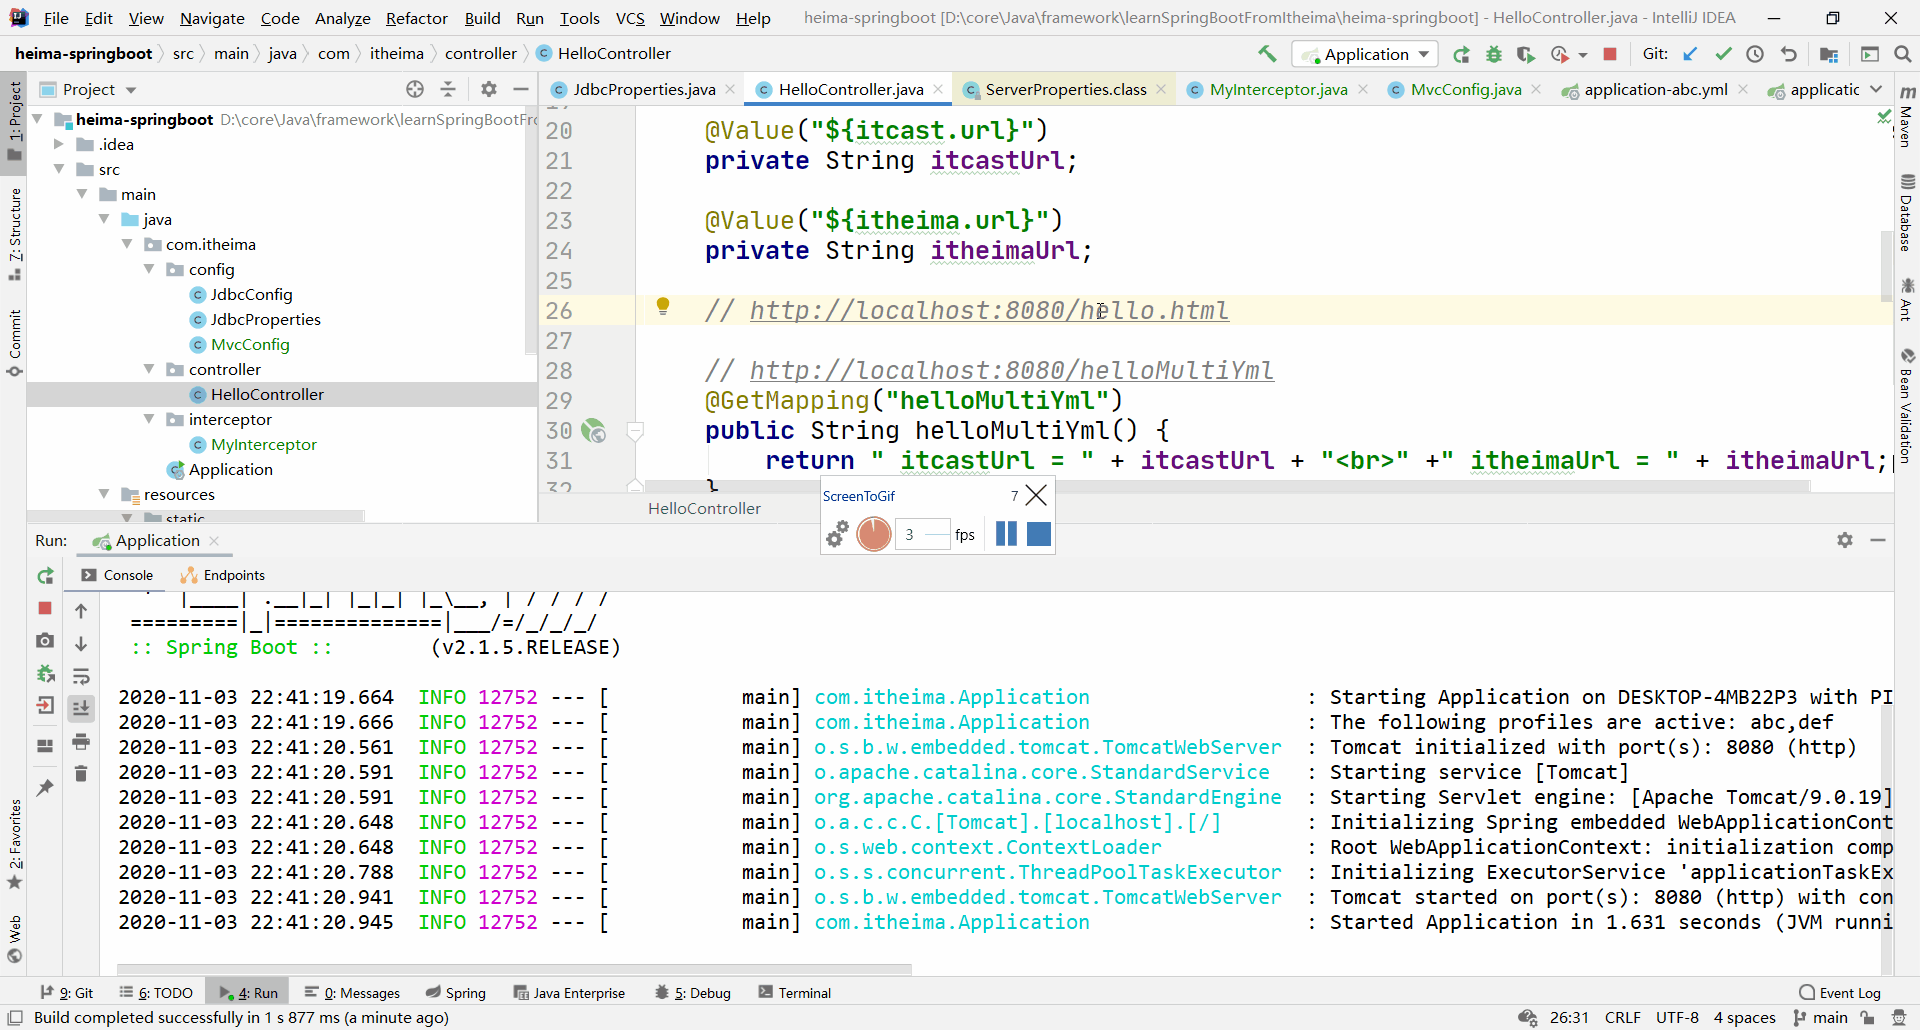 File Edit View Navigate Code Analyze Refactor Build Run Tools VCS Window Help heima-springboot [D:\core\Java\framework\learnSpringBootFromItheima\heima-springboot] - HelloController.java - IntelliJ IDEA
heima-springboot src main java com itheima controller HelloController Application Git:
Project JdbcProperties.java HelloController.java ServerProperties.class MyInterceptor.java MvcConfig.java application-abc.yml applicatic
1: Project
7: Structure
Commit
2: Favorites
Web
heima-springboot D:\core\Java\framework\learnSpringBootFrc
.idea
src
main
java
com.itheima
config
JdbcConfig
JdbcProperties
MvcConfig
controller
HelloController
interceptor
MyInterceptor
Application
resources
static
20 @Value("${itcast.url}")
21 private String itcastUrl;
22
23 @Value("${itheima.url}")
24 private String itheimaUrl;
25
26 // http://localhost:8080/hello.html
27
28 // http://localhost:8080/helloMultiYml
29 @GetMapping("helloMultiYml")
30 public String helloMultiYml() {
31 return " itcastUrl = " + itcastUrl + "<br>" +" itheimaUrl = " + itheimaUrl;
32 }
HelloController
Maven
Database
Ant
Bean Validation
ScreenToGif 7
3 fps
Run: Application
Console Endpoints
=========|_|==============|___/=/_/_/_/
:: Spring Boot :: (v2.1.5.RELEASE)
2020-11-03 22:41:19.664 INFO 12752 --- [ main] com.itheima.Application : Starting Application on DESKTOP-4MB22P3 with PI
2020-11-03 22:41:19.666 INFO 12752 --- [ main] com.itheima.Application : The following profiles are active: abc,def
2020-11-03 22:41:20.561 INFO 12752 --- [ main] o.s.b.w.embedded.tomcat.TomcatWebServer : Tomcat initialized with port(s): 8080 (http)
2020-11-03 22:41:20.591 INFO 12752 --- [ main] o.apache.catalina.core.StandardService : Starting service [Tomcat]
2020-11-03 22:41:20.591 INFO 12752 --- [ main] org.apache.catalina.core.StandardEngine : Starting Servlet engine: [Apache Tomcat/9.0.19]
2020-11-03 22:41:20.648 INFO 12752 --- [ main] o.a.c.c.C.[Tomcat].[localhost].[/] : Initializing Spring embedded WebApplicationCont
2020-11-03 22:41:20.648 INFO 12752 --- [ main] o.s.web.context.ContextLoader : Root WebApplicationContext: initialization comp
2020-11-03 22:41:20.788 INFO 12752 --- [ main] o.s.s.concurrent.ThreadPoolTaskExecutor : Initializing ExecutorService 'applicationTaskEx
2020-11-03 22:41:20.941 INFO 12752 --- [ main] o.s.b.w.embedded.tomcat.TomcatWebServer : Tomcat started on port(s): 8080 (http) with con
2020-11-03 22:41:20.945 INFO 12752 --- [ main] com.itheima.Application : Started Application in 1.631 seconds (JVM runni
9: Git 6: TODO 4: Run 0: Messages Spring Java Enterprise 5: Debug Terminal Event Log
Build completed successfully in 1 s 877 ms (a minute ago) 26:31 CRLF UTF-8 4 spaces main